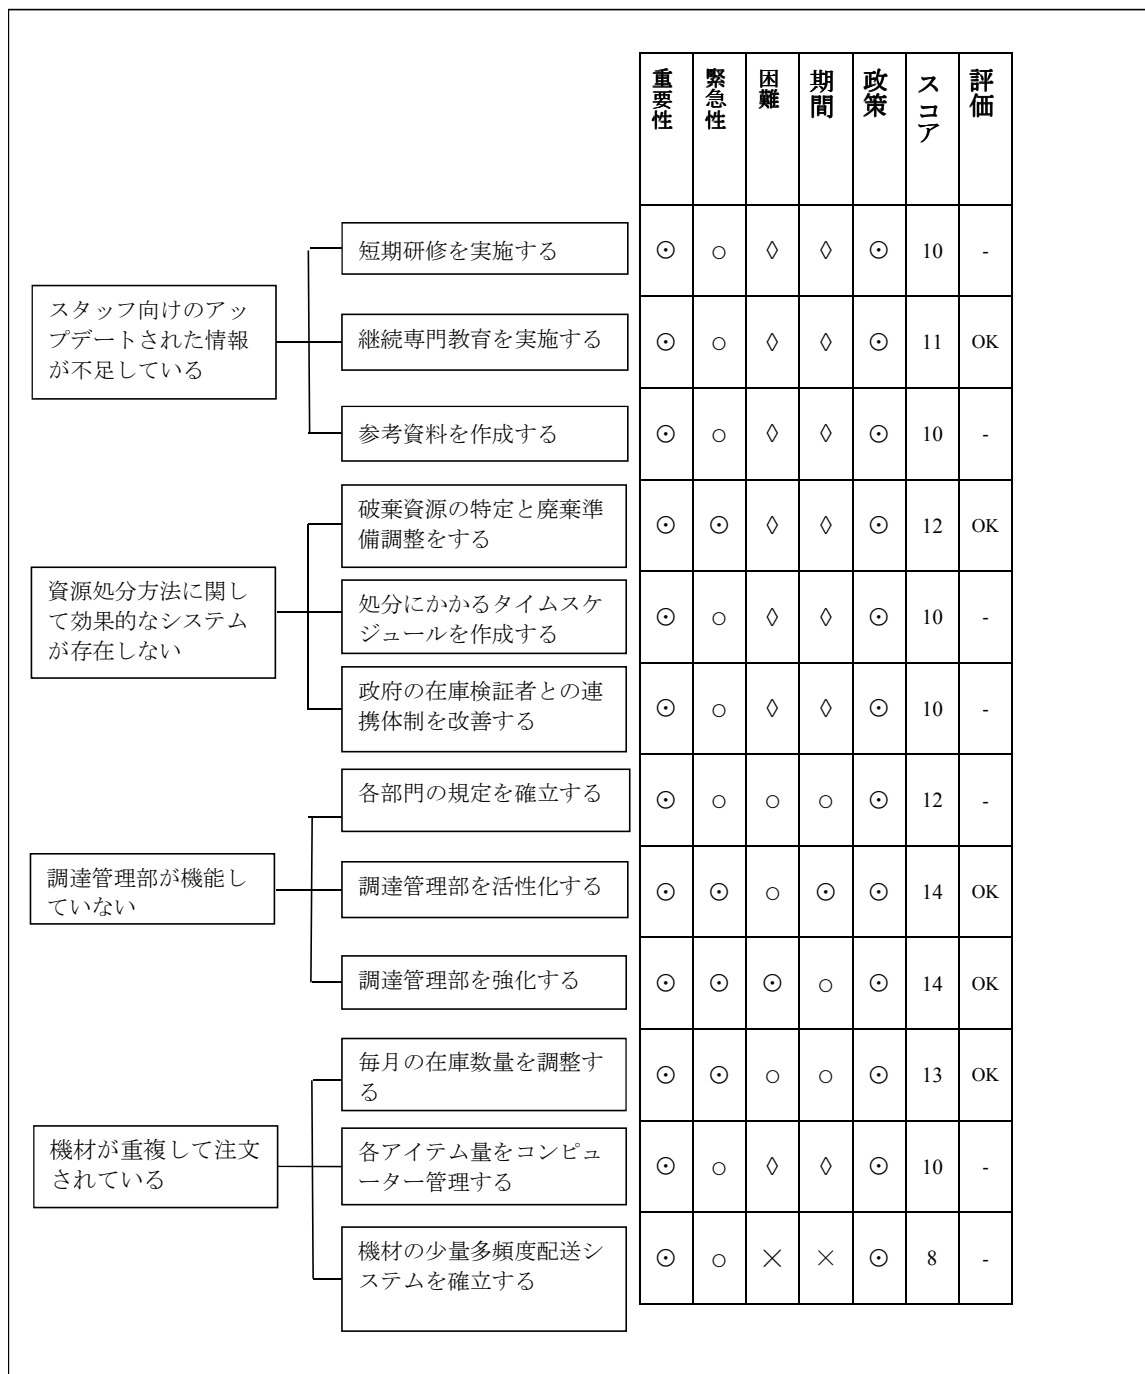 重要性 緊急性 困難 期間 政策 スコア 評価
短期研修を実施する ⊙ ○ ◊ ◊ ⊙ 10 -
スタッフ向けのアッ
プデートされた情報
が不足している
継続専門教育を実施する ⊙ ○ ◊ ◊ ⊙ 11 OK
参考資料を作成する ⊙ ○ ◊ ◊ ⊙ 10 -
破棄資源の特定と廃棄準
備調整をする
⊙ ⊙ ◊ ◊ ⊙ 12 OK
資源処分方法に関して
効果的なシステム
が存在しない
処分にかかるタイムスケ
ジュールを作成する
⊙ ○ ◊ ◊ ⊙ 10 -
政府の在庫検証者との連
携体制を改善する
⊙ ○ ◊ ◊ ⊙ 10 -
各部門の規定を確立する ⊙ ○ ○ ○ ⊙ 12 -
調達管理部が機能し
ていない
調達管理部を活性化する ⊙ ⊙ ○ ⊙ ⊙ 14 OK
調達管理部を強化する ⊙ ⊙ ⊙ ○ ⊙ 14 OK
毎月の在庫数量を調整す
る
⊙ ⊙ ○ ○ ⊙ 13 OK
機材が重複して注文
されている
各アイテム量をコンピュ
ーター管理する
⊙ ○ ◊ ◊ ⊙ 10 -
機材の少量多頻度配送シ
ステムを確立する
⊙ ○ × × ⊙ 8 -